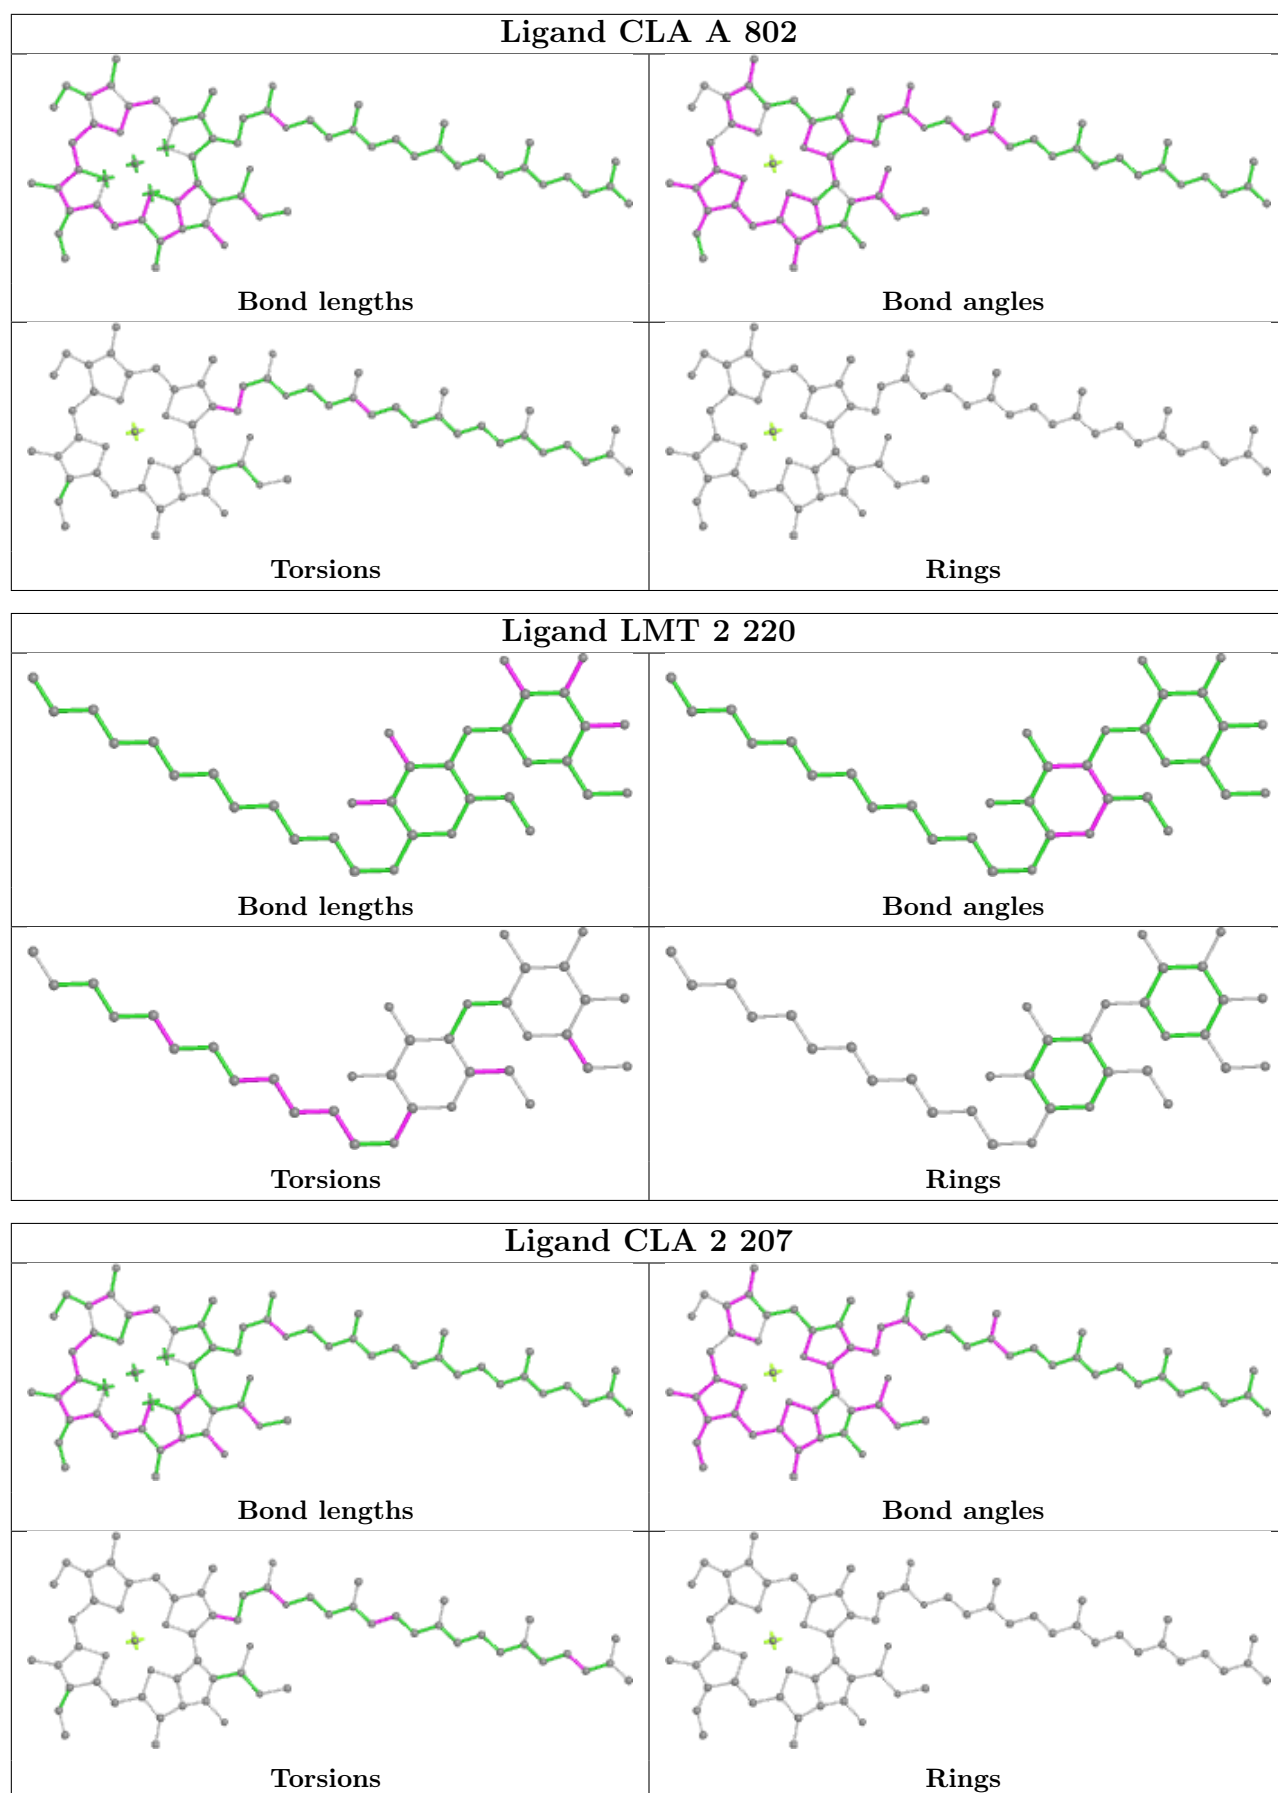 Ligand CLA A 802
Bond lengths
Bond angles
Torsions
Rings
Ligand LMT 2 220
Bond lengths
Bond angles
Torsions
Rings
Ligand CLA 2 207
Bond lengths
Bond angles
Torsions
Rings